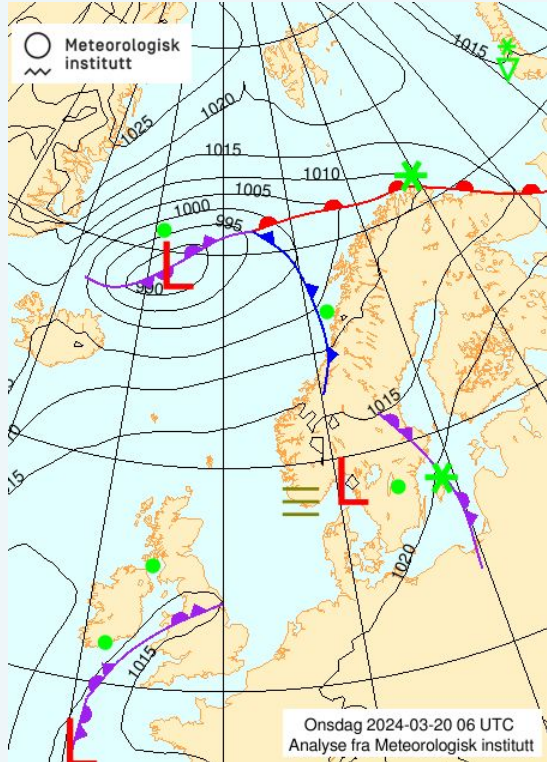 Meteorologisk
institutt
1015
1020
1025
1015
1010
1005
1000
995
990
1015
L
L
1020
1015
L
Onsdag 2024-03-20 06 UTC
Analyse fra Meteorologisk institutt